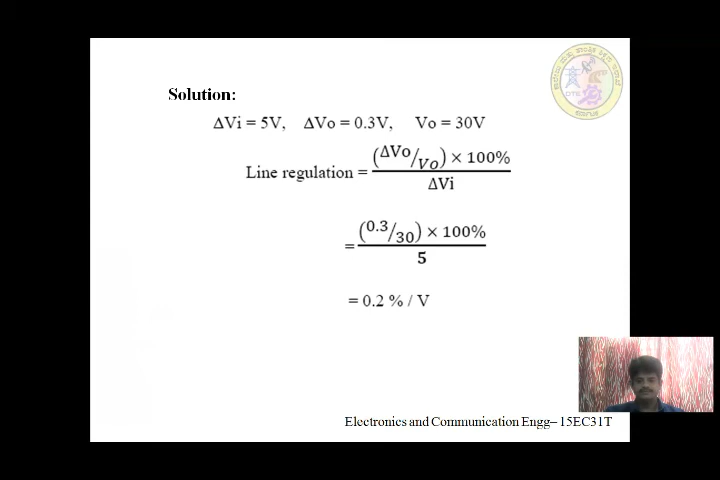 Solution:
ΔVi = 5V, ΔVo = 0.3V, Vo = 30V
Line regulation = (ΔVo/Vo) × 100% / ΔVi
= (0.3/30) × 100% / 5
= 0.2 % / V
Electronics and Communication Engg– 15EC31T
DTE